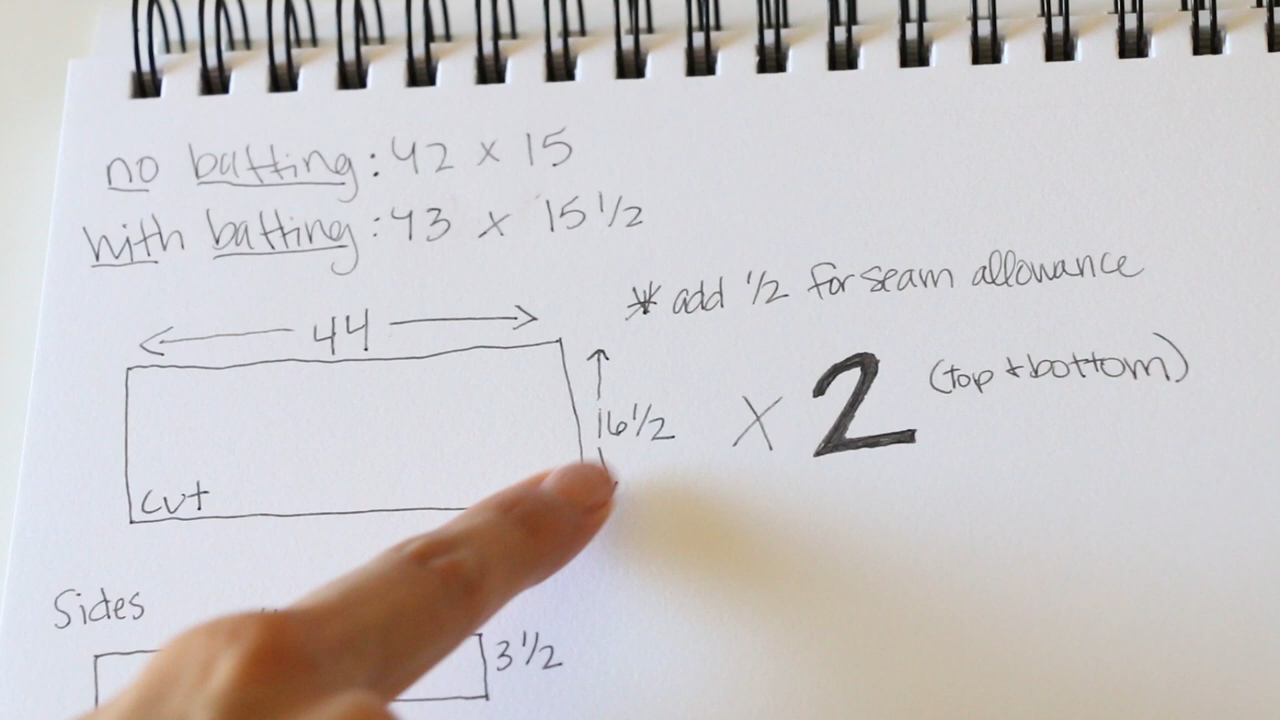 no batting: 42 x 15
with batting: 43 x 15 1/2
* add 1/2 for seam allowance
44
16 1/2
x 2 (top + bottom)
cut
Sides
3 1/2